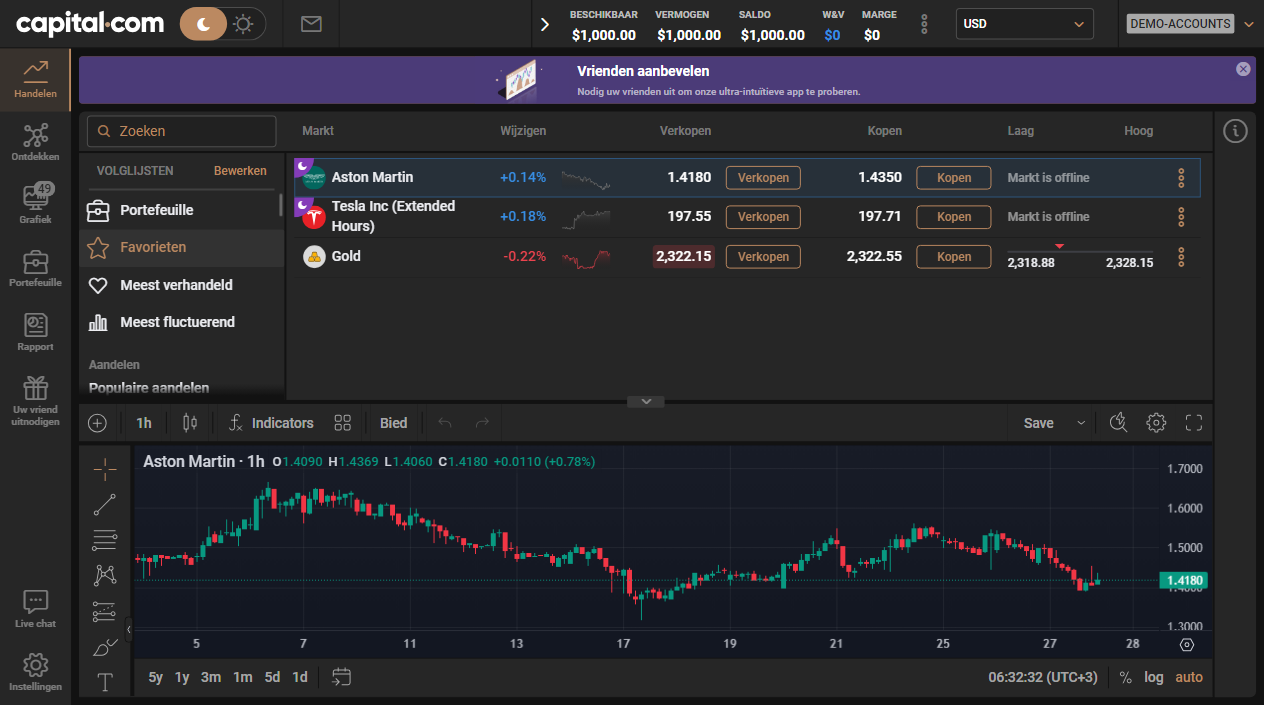 capital.com
BESCHIKBAAR VERMOGEN SALDO W&V MARGE
$1,000.00 $1,000.00 $1,000.00 $0 $0
USD
DEMO-ACCOUNTS
Handelen
Ontdekken
49
Grafiek
Portefeuille
Rapport
Uw vriend
uitnodigen
Live chat
Instellingen
Vrienden aanbevelen
Nodig uw vrienden uit om onze ultra-intuïtieve app te proberen.
Zoeken
VOLGLIJSTEN Bewerken
Portefeuille
Favorieten
Meest verhandeld
Meest fluctuerend
Aandelen
Populaire aandelen
Markt Wijzigen Verkopen Kopen Laag Hoog
Aston Martin +0.14% 1.4180 Verkopen 1.4350 Kopen Markt is offline
Tesla Inc (Extended
Hours) +0.18% 197.55 Verkopen 197.71 Kopen Markt is offline
Gold -0.22% 2,322.15 Verkopen 2,322.55 Kopen 2,318.88 2,328.15
1h Indicators Bied Save
Aston Martin · 1h O1.4090 H1.4369 L1.4060 C1.4180 +0.0110 (+0.78%)
1.7000
1.6000
1.5000
1.4180
1.4000
1.3000
5 7 11 13 17 19 21 25 27 28
5y 1y 3m 1m 5d 1d 06:32:32 (UTC+3) % log auto